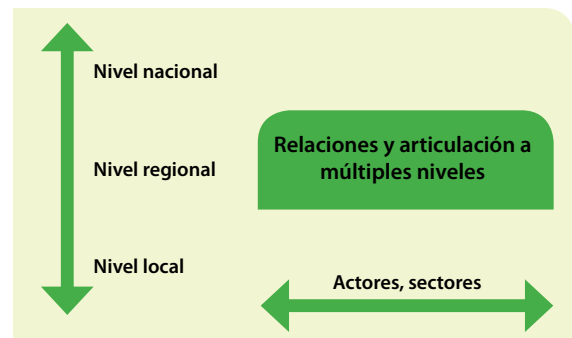 Nivel nacional
Relaciones y articulación a
múltiples niveles
Nivel regional
Nivel local
Actores, sectores